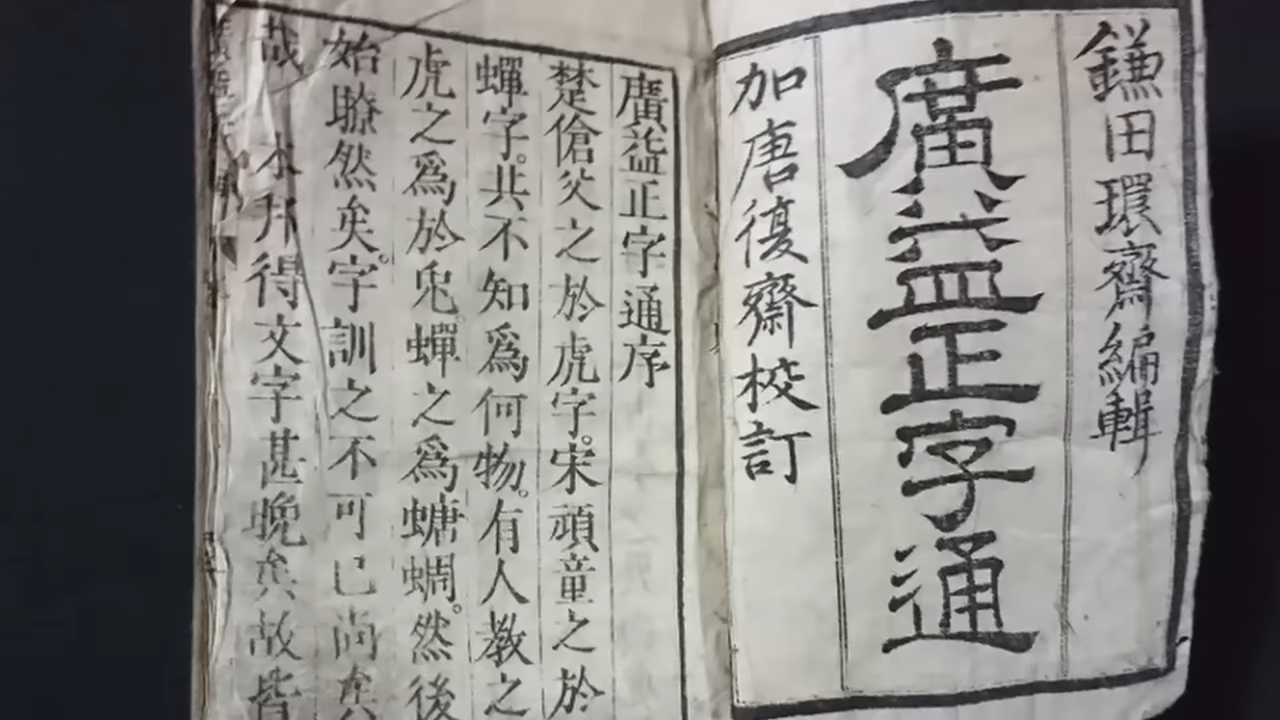 鎌田環齋編輯
廣益正字通
加唐復齋校訂
廣益正字通序
楚傖父之於虎字。宋頑童之於
蟬字。共不知爲何物。有人教之
虎之爲於兎。蟬之爲螗蜩。然後
始瞭然矣。字訓之不可已尚矣
哉 本邦得文字甚晚矣故皆